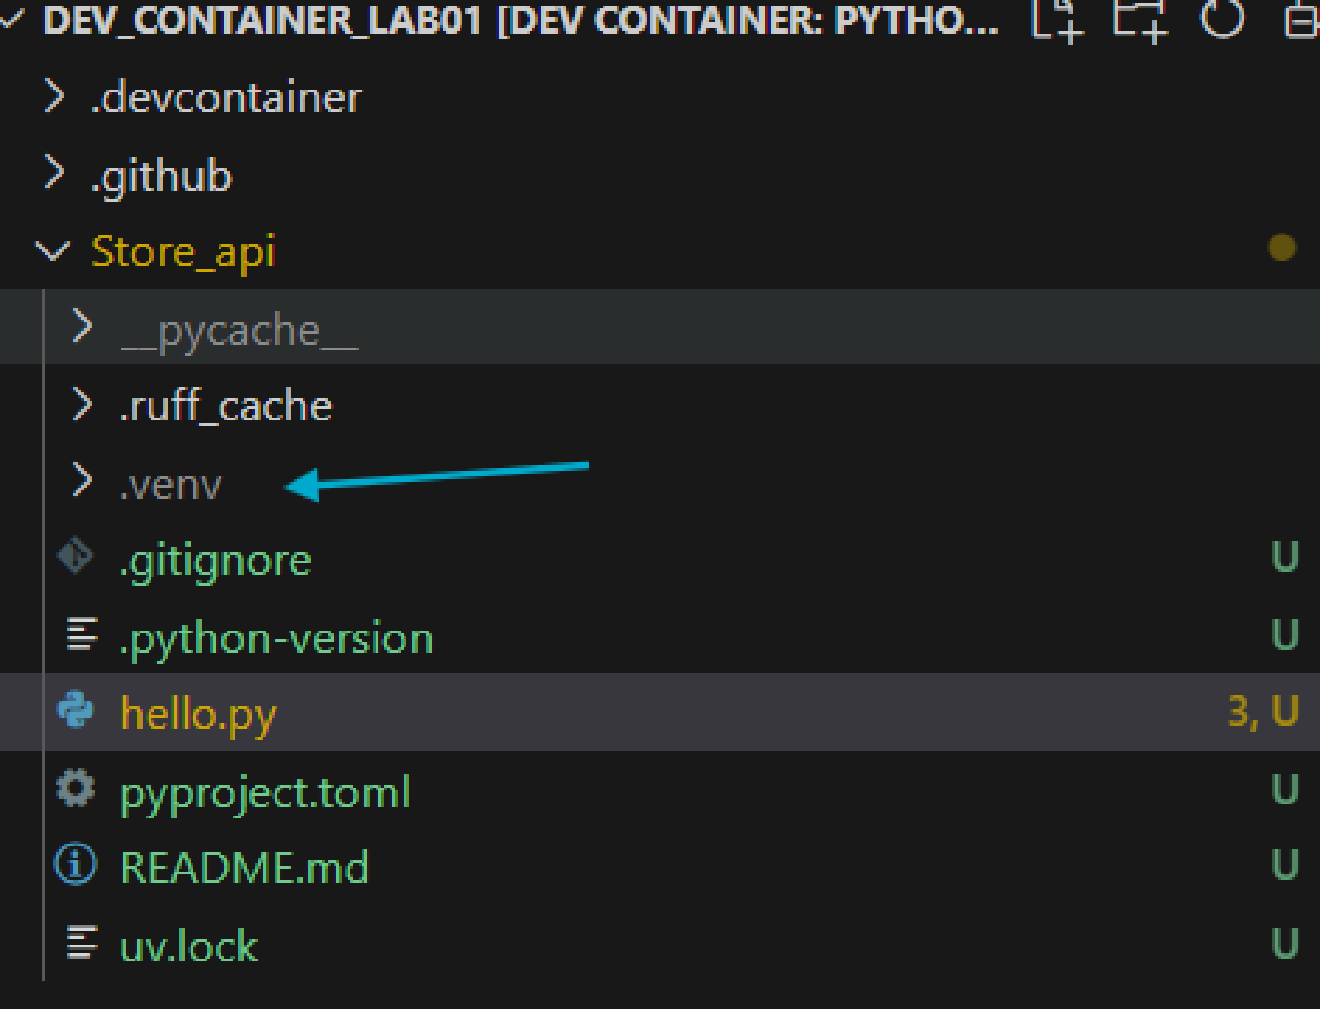 DEV_CONTAINER_LAB01 [DEV CONTAINER: PYTHO...
.devcontainer
.github
Store_api
__pycache__
.ruff_cache
.venv
.gitignore U
.python-version U
hello.py 3, U
pyproject.toml U
README.md U
uv.lock U